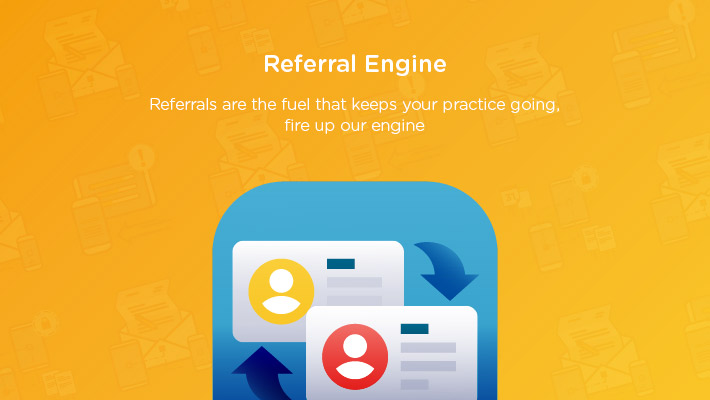 Referral Engine
Referrals are the fuel that keeps your practice going,
fire up our engine